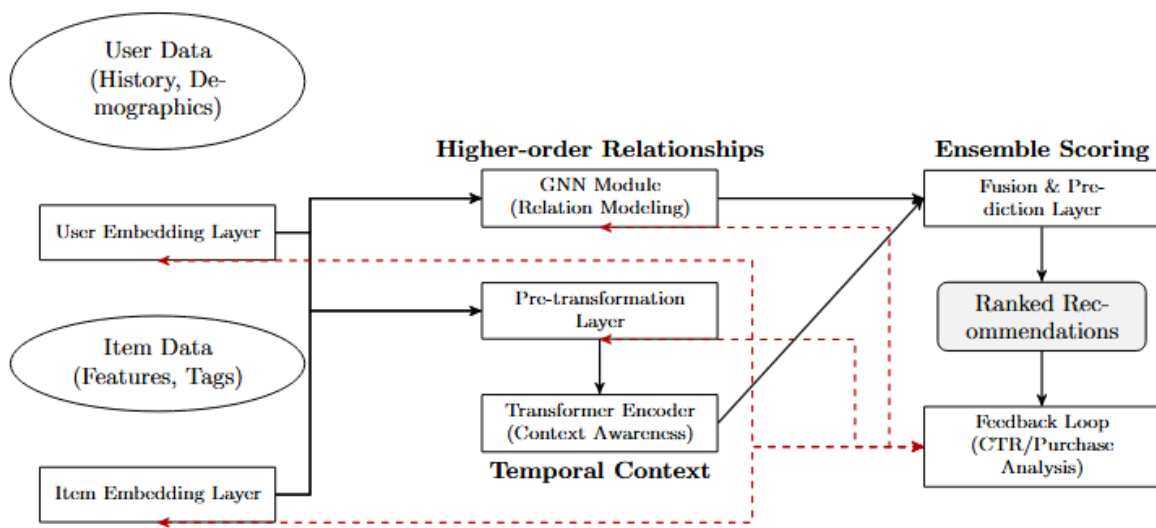 User Data
(History, De-
mographics)
User Embedding Layer
Item Data
(Features, Tags)
Item Embedding Layer
Higher-order Relationships
GNN Module
(Relation Modeling)
Pre-transformation
Layer
Transformer Encoder
(Context Awareness)
Temporal Context
Ensemble Scoring
Fusion & Pre-
diction Layer
Ranked Rec-
ommendations
Feedback Loop
(CTR/Purchase
Analysis)